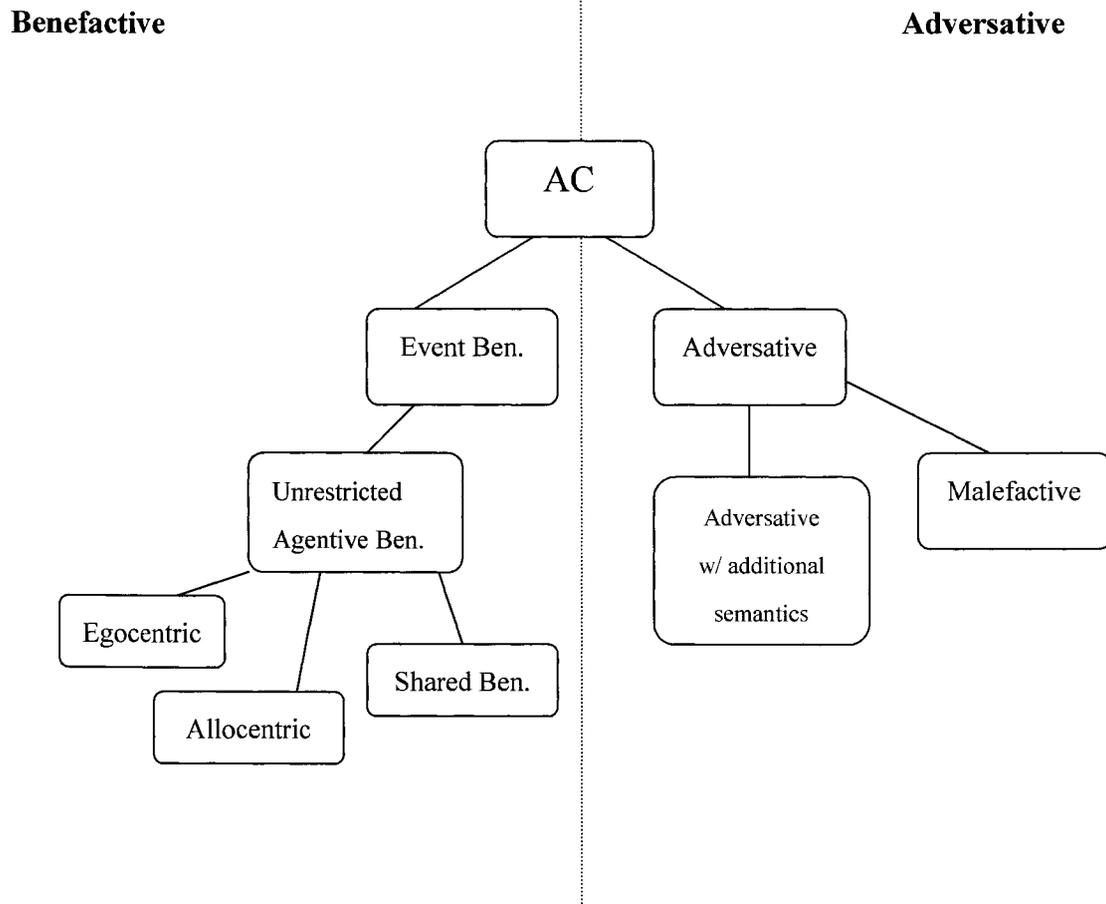 Benefactive
Adversative
AC
Event Ben.
Adversative
Unrestricted
Agentive Ben.
Malefactive
Adversative
w/ additional
semantics
Egocentric
Shared Ben.
Allocentric